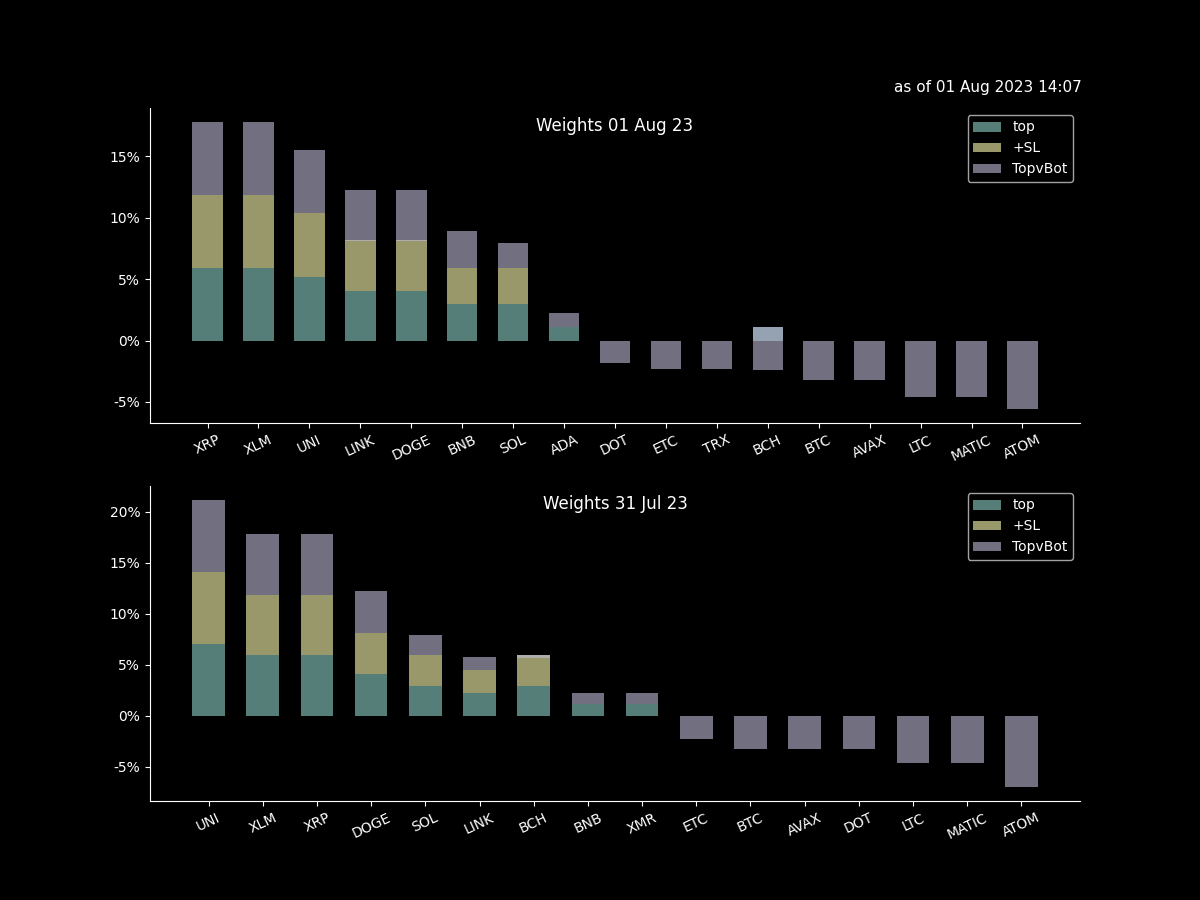 as of 01 Aug 2023 14:07
Weights 01 Aug 23
top
+SL
TopvBot
15%
10%
5%
0%
-5%
XRP XLM UNI LINK DOGE BNB SOL ADA DOT ETC TRX BCH BTC AVAX LTC MATIC ATOM
Weights 31 Jul 23
top
+SL
TopvBot
20%
15%
10%
5%
0%
-5%
UNI XLM XRP DOGE SOL LINK BCH BNB XMR ETC BTC AVAX DOT LTC MATIC ATOM